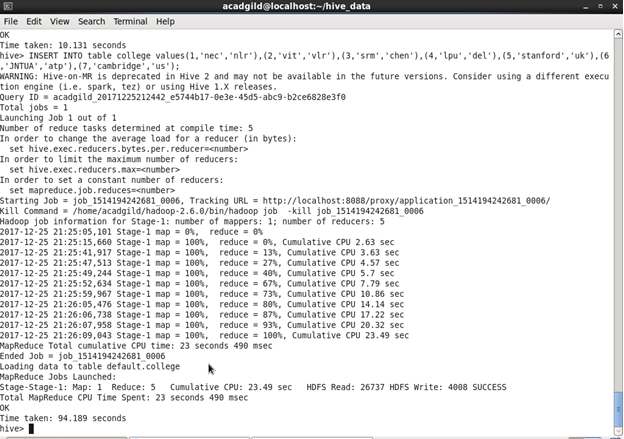 acadgild@localhost:~/hive_data
File Edit View Search Terminal Help
OK
Time taken: 10.131 seconds
hive> INSERT INTO table college values(1,'nec','nlr'),(2,'vit','vlr'),(3,'srm','chen'),(4,'lpu','del'),(5,'stanford','uk'),(6
,'JNTUA','atp'),(7,'cambridge','us');
WARNING: Hive-on-MR is deprecated in Hive 2 and may not be available in the future versions. Consider using a different execu
tion engine (i.e. spark, tez) or using Hive 1.X releases.
Query ID = acadgild_20171225212442_e5744b17-0e3e-45d5-abc9-b2ce6828e3f0
Total jobs = 1
Launching Job 1 out of 1
Number of reduce tasks determined at compile time: 5
In order to change the average load for a reducer (in bytes):
  set hive.exec.reducers.bytes.per.reducer=<number>
In order to limit the maximum number of reducers:
  set hive.exec.reducers.max=<number>
In order to set a constant number of reducers:
  set mapreduce.job.reduces=<number>
Starting Job = job_1514194242681_0006, Tracking URL = http://localhost:8088/proxy/application_1514194242681_0006/
Kill Command = /home/acadgild/hadoop-2.6.0/bin/hadoop job  -kill job_1514194242681_0006
Hadoop job information for Stage-1: number of mappers: 1; number of reducers: 5
2017-12-25 21:25:05,101 Stage-1 map = 0%,  reduce = 0%
2017-12-25 21:25:15,660 Stage-1 map = 100%,  reduce = 0%, Cumulative CPU 2.63 sec
2017-12-25 21:25:41,917 Stage-1 map = 100%,  reduce = 13%, Cumulative CPU 3.63 sec
2017-12-25 21:25:47,513 Stage-1 map = 100%,  reduce = 27%, Cumulative CPU 4.57 sec
2017-12-25 21:25:49,244 Stage-1 map = 100%,  reduce = 40%, Cumulative CPU 5.7 sec
2017-12-25 21:25:52,634 Stage-1 map = 100%,  reduce = 67%, Cumulative CPU 7.79 sec
2017-12-25 21:25:59,967 Stage-1 map = 100%,  reduce = 73%, Cumulative CPU 10.86 sec
2017-12-25 21:26:05,476 Stage-1 map = 100%,  reduce = 80%, Cumulative CPU 14.14 sec
2017-12-25 21:26:06,738 Stage-1 map = 100%,  reduce = 87%, Cumulative CPU 17.22 sec
2017-12-25 21:26:07,958 Stage-1 map = 100%,  reduce = 93%, Cumulative CPU 20.32 sec
2017-12-25 21:26:09,043 Stage-1 map = 100%,  reduce = 100%, Cumulative CPU 23.49 sec
MapReduce Total cumulative CPU time: 23 seconds 490 msec
Ended Job = job_1514194242681_0006
Loading data to table default.college
MapReduce Jobs Launched:
Stage-Stage-1: Map: 1  Reduce: 5   Cumulative CPU: 23.49 sec   HDFS Read: 26737 HDFS Write: 4008 SUCCESS
Total MapReduce CPU Time Spent: 23 seconds 490 msec
OK
Time taken: 94.189 seconds
hive>